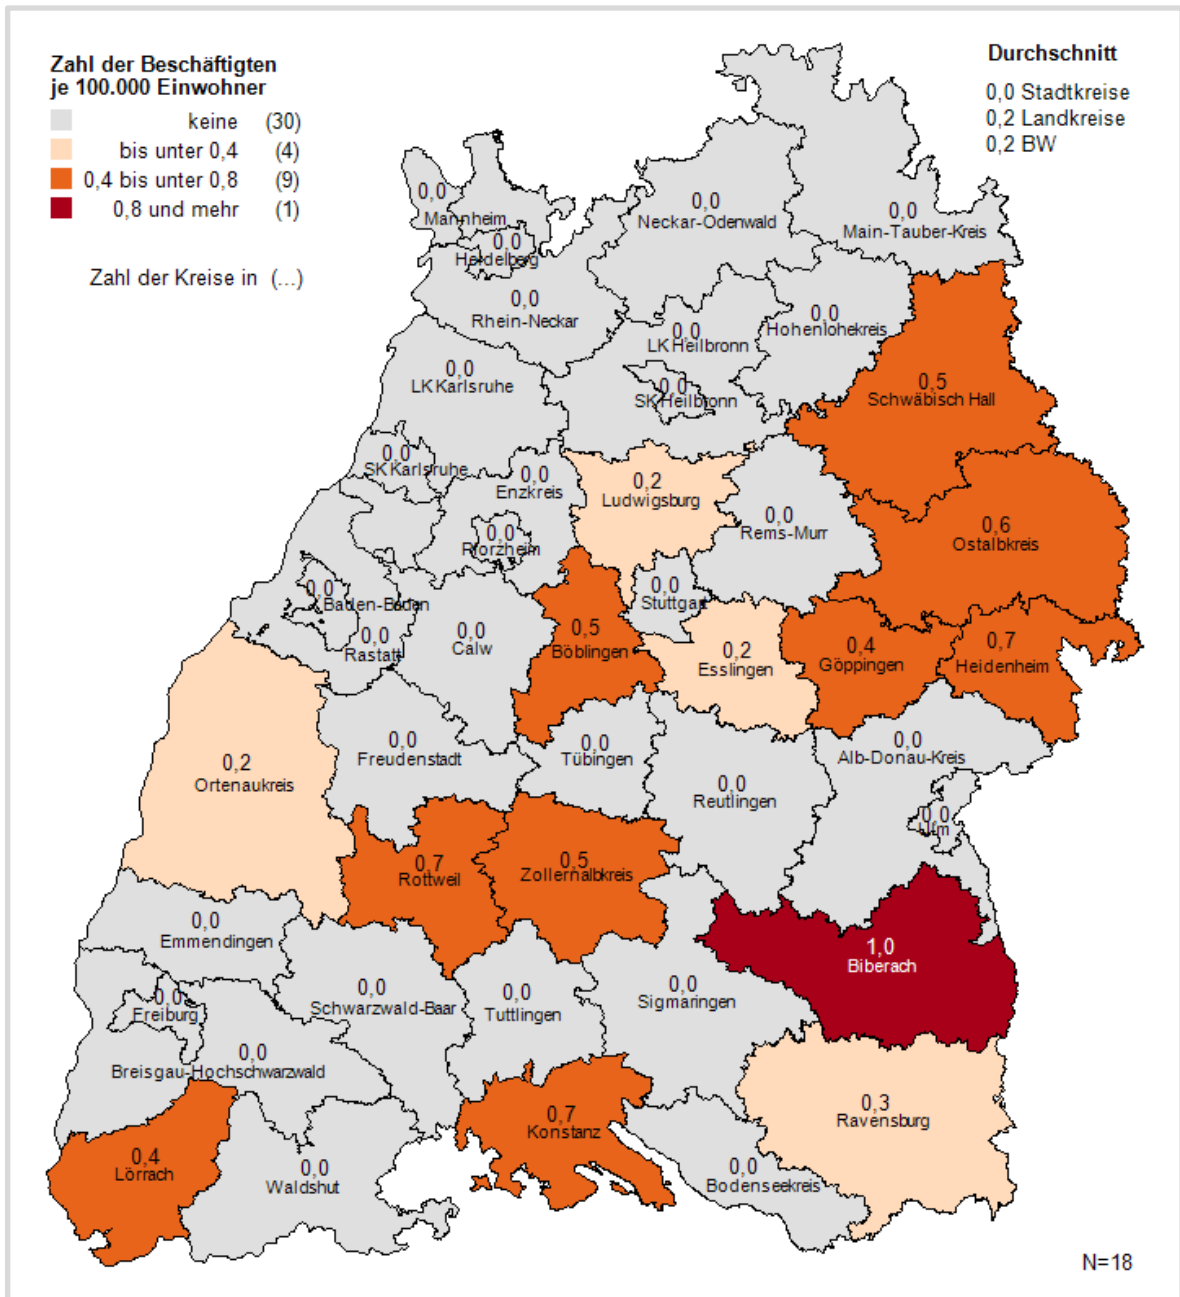 Zahl der Beschäftigten
je 100.000 Einwohner
keine (30)
bis unter 0,4 (4)
0,4 bis unter 0,8 (9)
0,8 und mehr (1)
Zahl der Kreise in (...)
Durchschnitt
0,0 Stadtkreise
0,2 Landkreise
0,2 BW
0,0
Mannheim
0,0
Heidelberg
0,0
Rhein-Neckar
0,0
Neckar-Odenwald
0,0
Main-Tauber-Kreis
0,0
LK Heilbronn
0,0
Hohenlohekreis
0,0
LK Karlsruhe
0,0
SK Heilbronn
0,5
Schwäbisch Hall
0,0
SK Karlsruhe
0,0
Enzkreis
0,2
Ludwigsburg
0,0
Pforzheim
0,0
Rems-Murr
0,6
Ostalbkreis
0,0
Baden-Baden
0,0
Rastatt
0,0
Calw
0,5
Böblingen
0,0
Stuttgart
0,2
Esslingen
0,4
Göppingen
0,7
Heidenheim
0,2
Ortenaukreis
0,0
Freudenstadt
0,0
Tübingen
0,0
Reutlingen
0,0
Alb-Donau-Kreis
0,0
Ulm
0,7
Rottweil
0,5
Zollernalbkreis
0,0
Emmendingen
0,0
Freiburg
0,0
Schwarzwald-Baar
0,0
Tuttlingen
0,0
Sigmaringen
1,0
Biberach
0,0
Breisgau-Hochschwarzwald
0,4
Lörrach
0,0
Waldshut
0,7
Konstanz
0,0
Bodenseekreis
0,3
Ravensburg
N=18